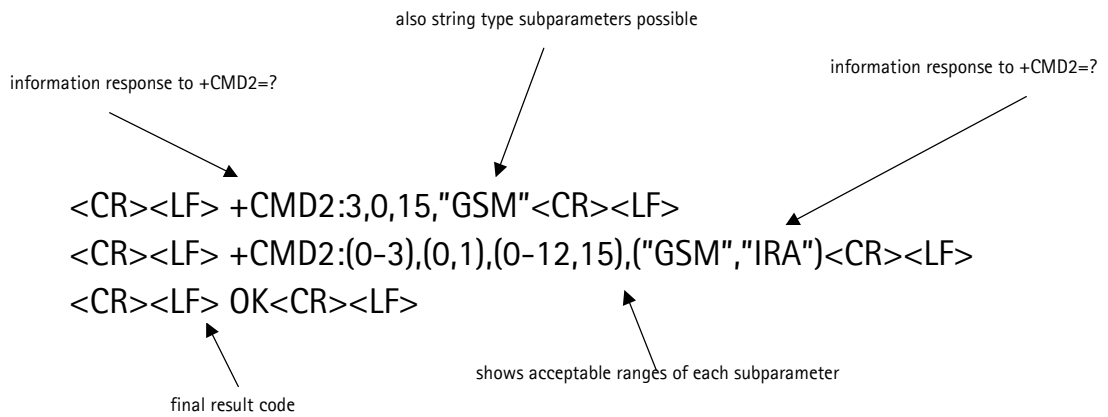 also string type subparameters possible
information response to +CMD2=?
information response to +CMD2=?
<CR><LF> +CMD2:3,0,15,"GSM"<CR><LF>
<CR><LF> +CMD2:(0-3),(0,1),(0-12,15),("GSM","IRA")<CR><LF>
<CR><LF> OK<CR><LF>
shows acceptable ranges of each subparameter
final result code